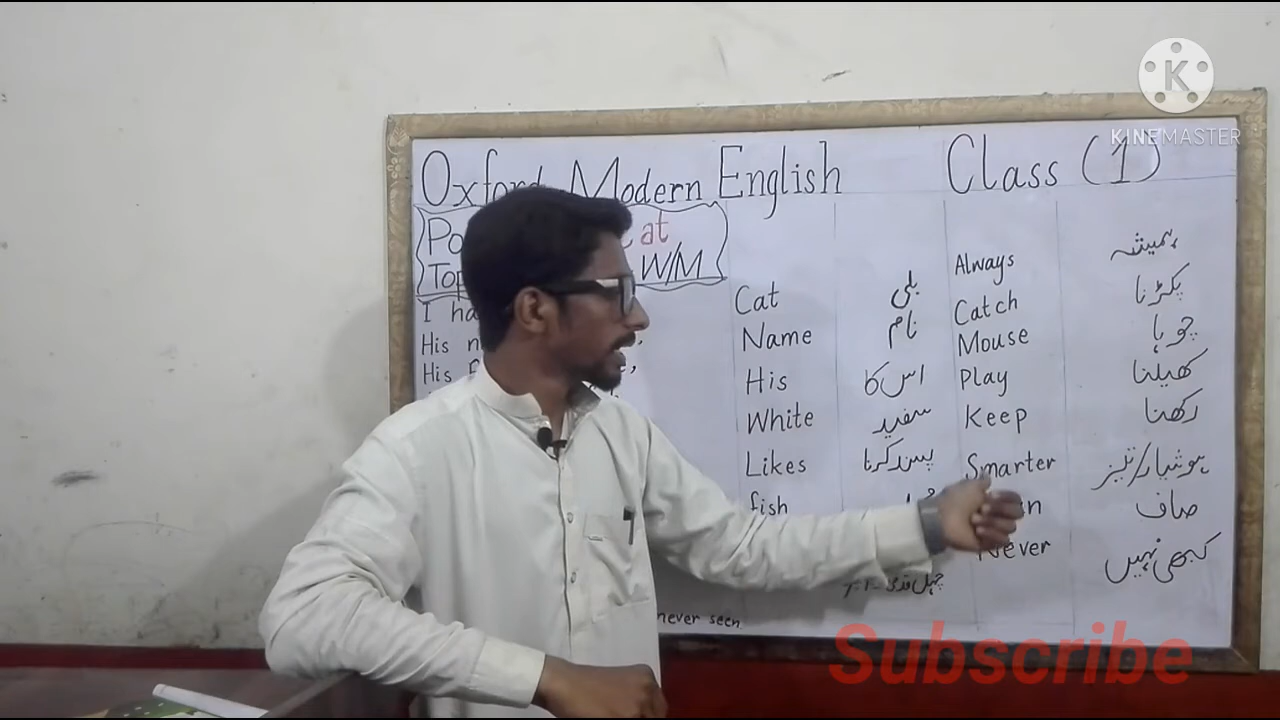 KINEMASTER
Oxford Modern English Class (1)
at
W/M
I
His
His
Cat بلی
Name نام
His اس کا
White سفید
Likes پسند کرنا
fish
Always ہمیشہ
Catch پکڑنا
Mouse چوہا
Play کھیلنا
Keep رکھنا
Smarter ہوشیار/تیز
صاف
Never کبھی نہیں
never seen
Subscribe